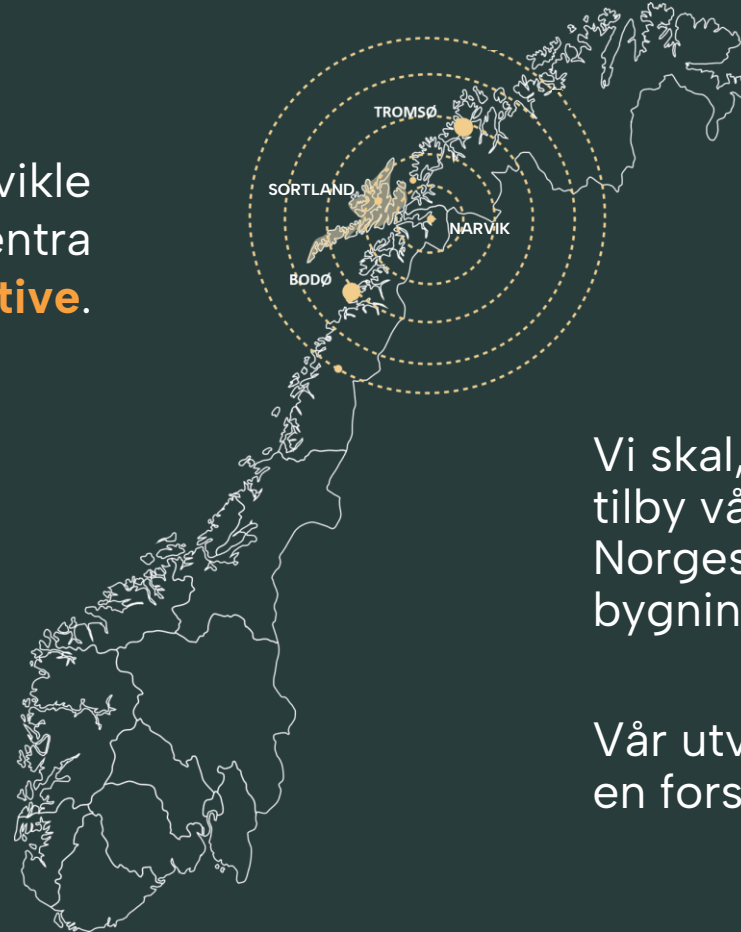 vikle
entra
tive.
TROMSØ
SORTLAND
NARVIK
BODØ
Vi skal,
tilby vå
Norges
bygnin
Vår utv
en fors